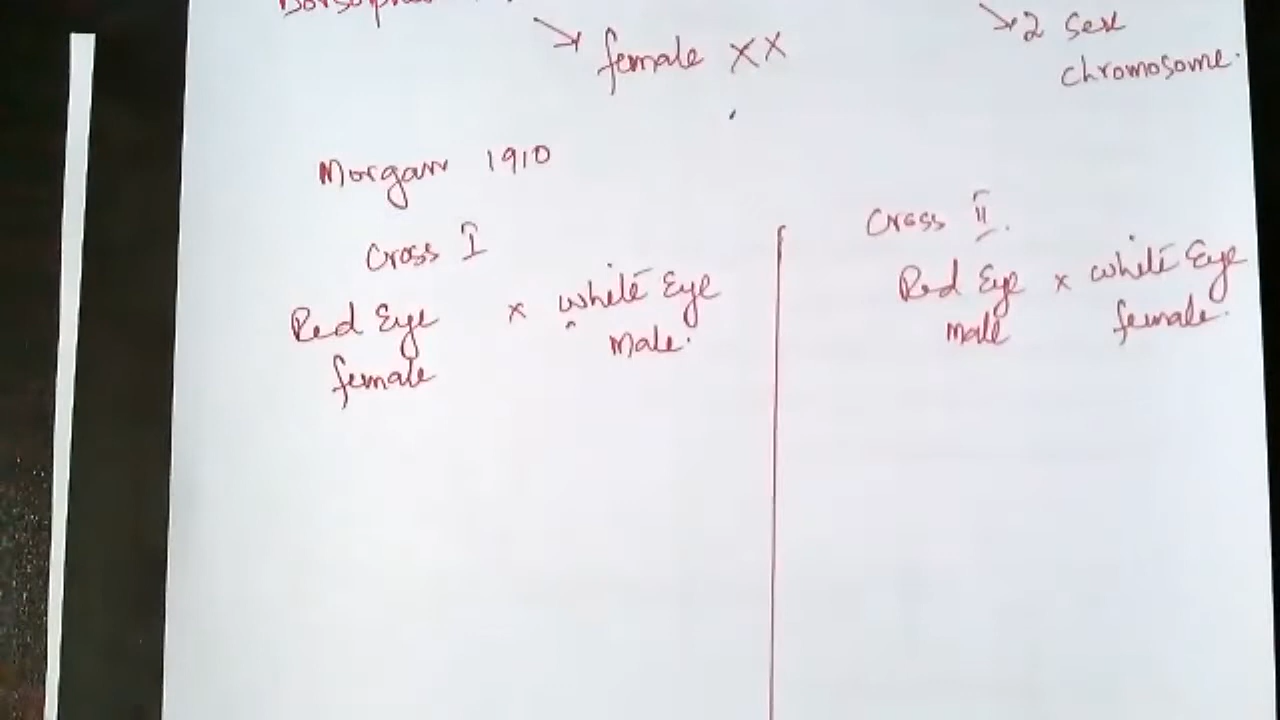 female XX
2 sex
chromosome.
Morgan 1910
Cross I
Red Eye × white Eye
female male.
Cross II.
Red Eye × white Eye
male female.